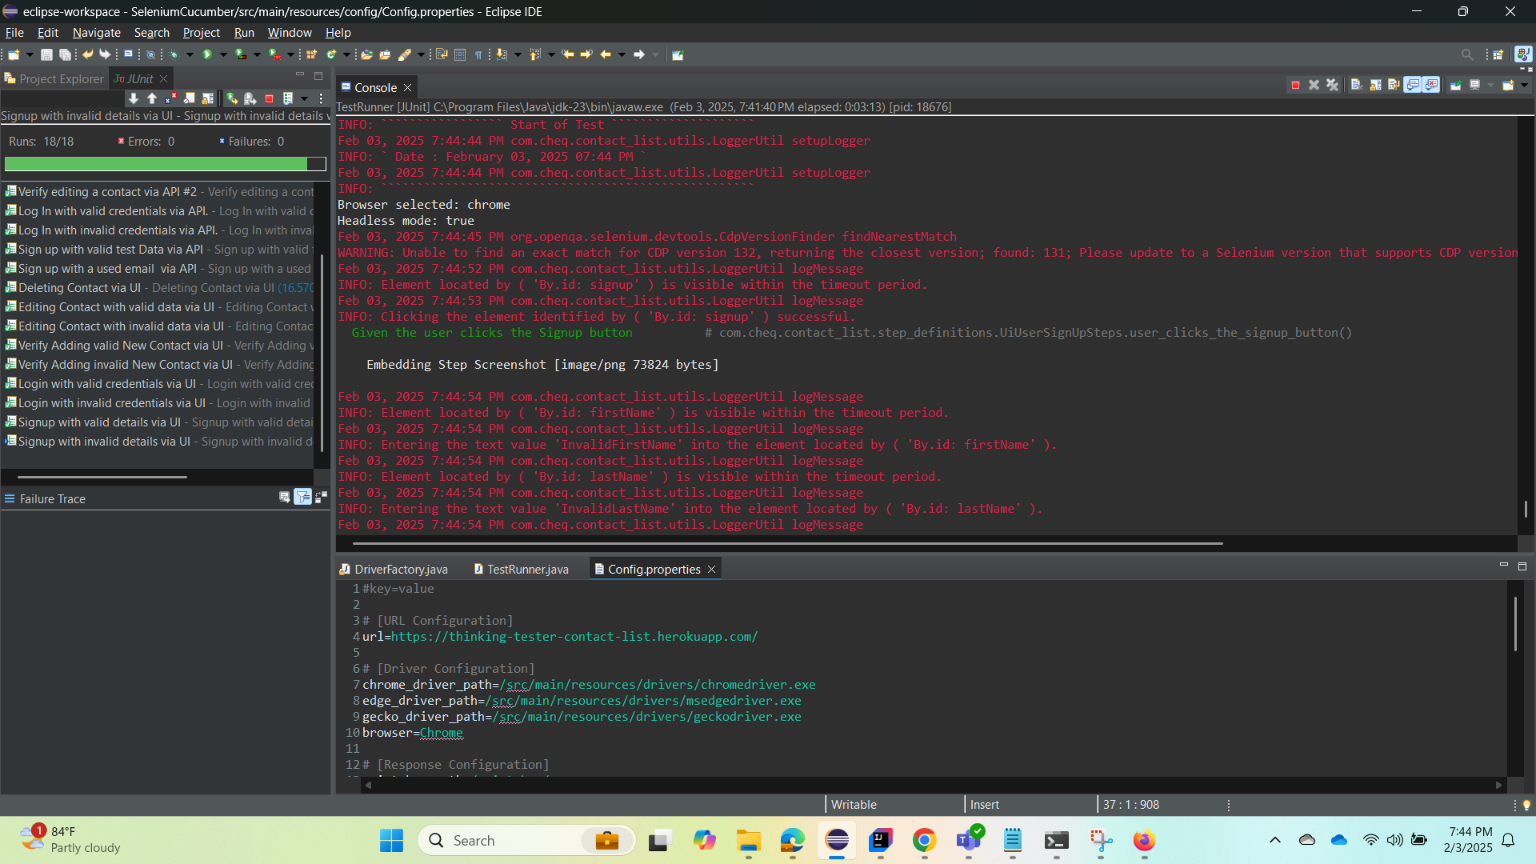 eclipse-workspace - SeleniumCucumber/src/main/resources/config/Config.properties - Eclipse IDE
File Edit Navigate Search Project Run Window Help
Project Explorer
JUnit
Signup with invalid details via UI - Signup with invalid details v
Runs: 18/18
Errors: 0
Failures: 0
Verify editing a contact via API #2 - Verify editing a cont
Log In with valid credentials via API. - Log In with valid c
Log In with invalid credentials via API. - Log In with inva
Sign up with valid test Data via API - Sign up with valid
Sign up with a used email via API - Sign up with a used
Deleting Contact via UI - Deleting Contact via UI (16.570
Editing Contact with valid data via UI - Editing Contact v
Editing Contact with invalid data via UI - Editing Contac
Verify Adding valid New Contact via UI - Verify Adding v
Verify Adding invalid New Contact via UI - Verify Adding
Login with valid credentials via UI - Login with valid cred
Login with invalid credentials via UI - Login with invalid
Signup with valid details via UI - Signup with valid detai
Signup with invalid details via UI - Signup with invalid d
Failure Trace
Console
TestRunner [JUnit] C:\Program Files\Java\jdk-23\bin\javaw.exe (Feb 3, 2025, 7:41:40 PM elapsed: 0:03:13) [pid: 18676]
INFO: ````````````````` Start of Test ````````````````````
Feb 03, 2025 7:44:44 PM com.cheq.contact_list.utils.LoggerUtil setupLogger
INFO: ` Date : February 03, 2025 07:44 PM `
Feb 03, 2025 7:44:44 PM com.cheq.contact_list.utils.LoggerUtil setupLogger
INFO: ````````````````````````````````````````````````````
Browser selected: chrome
Headless mode: true
Feb 03, 2025 7:44:45 PM org.openqa.selenium.devtools.CdpVersionFinder findNearestMatch
WARNING: Unable to find an exact match for CDP version 132, returning the closest version; found: 131; Please update to a Selenium version that supports CDP version
Feb 03, 2025 7:44:52 PM com.cheq.contact_list.utils.LoggerUtil logMessage
INFO: Element located by ( 'By.id: signup' ) is visible within the timeout period.
Feb 03, 2025 7:44:53 PM com.cheq.contact_list.utils.LoggerUtil logMessage
INFO: Clicking the element identified by ( 'By.id: signup' ) successful.
Given the user clicks the Signup button # com.cheq.contact_list.step_definitions.UiUserSignUpSteps.user_clicks_the_signup_button()
Embedding Step Screenshot [image/png 73824 bytes]
Feb 03, 2025 7:44:54 PM com.cheq.contact_list.utils.LoggerUtil logMessage
INFO: Element located by ( 'By.id: firstName' ) is visible within the timeout period.
Feb 03, 2025 7:44:54 PM com.cheq.contact_list.utils.LoggerUtil logMessage
INFO: Entering the text value 'InvalidFirstName' into the element located by ( 'By.id: firstName' ).
Feb 03, 2025 7:44:54 PM com.cheq.contact_list.utils.LoggerUtil logMessage
INFO: Element located by ( 'By.id: lastName' ) is visible within the timeout period.
Feb 03, 2025 7:44:54 PM com.cheq.contact_list.utils.LoggerUtil logMessage
INFO: Entering the text value 'InvalidLastName' into the element located by ( 'By.id: lastName' ).
Feb 03, 2025 7:44:54 PM com.cheq.contact_list.utils.LoggerUtil logMessage
DriverFactory.java
TestRunner.java
Config.properties
1 #key=value
2
3 # [URL Configuration]
4 url=https://thinking-tester-contact-list.herokuapp.com/
5
6 # [Driver Configuration]
7 chrome_driver_path=/src/main/resources/drivers/chromedriver.exe
8 edge_driver_path=/src/main/resources/drivers/msedgedriver.exe
9 gecko_driver_path=/src/main/resources/drivers/geckodriver.exe
10 browser=Chrome
11
12 # [Response Configuration]
Writable
Insert
37 : 1 : 908
1
84°F
Partly cloudy
Search
7:44 PM
2/3/2025